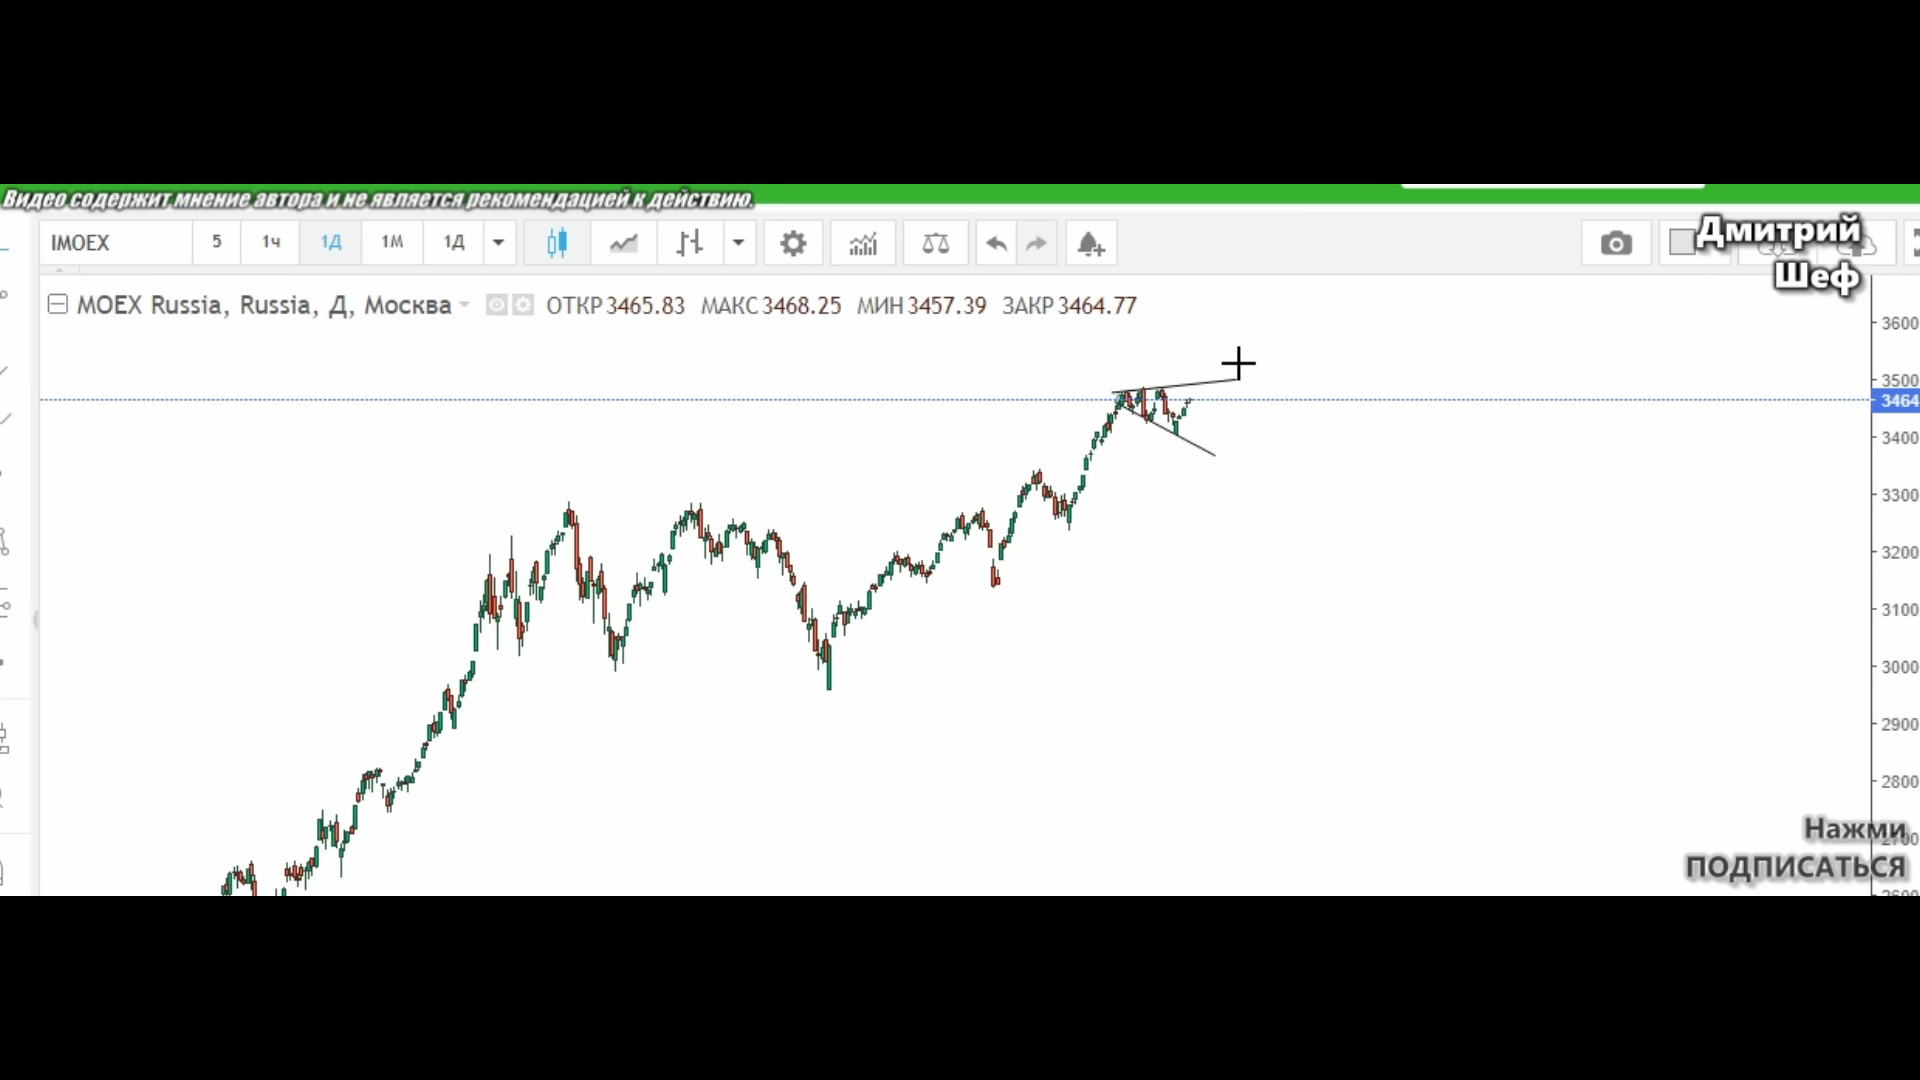 Видео содержит мнение автора и не является рекомендацией к действию.
IMOEX 5 1ч 1Д 1М 1Д
Дмитрий
Шеф
MOEX Russia, Russia, Д, Москва ОТКР 3465.83 МАКС 3468.25 МИН 3457.39 ЗАКР 3464.77
3600
3500
3464
3400
3300
3200
3100
3000
2900
2800
2700
2600
Нажми
ПОДПИСАТЬСЯ